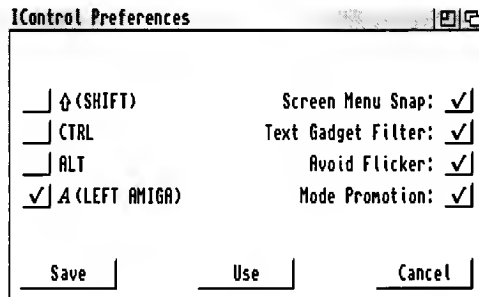 IControl Preferences
⇧ (SHIFT) Screen Menu Snap: ✓
CTRL Text Gadget Filter: ✓
ALT Avoid Flicker: ✓
✓ A (LEFT AMIGA) Mode Promotion: ✓
Save Use Cancel